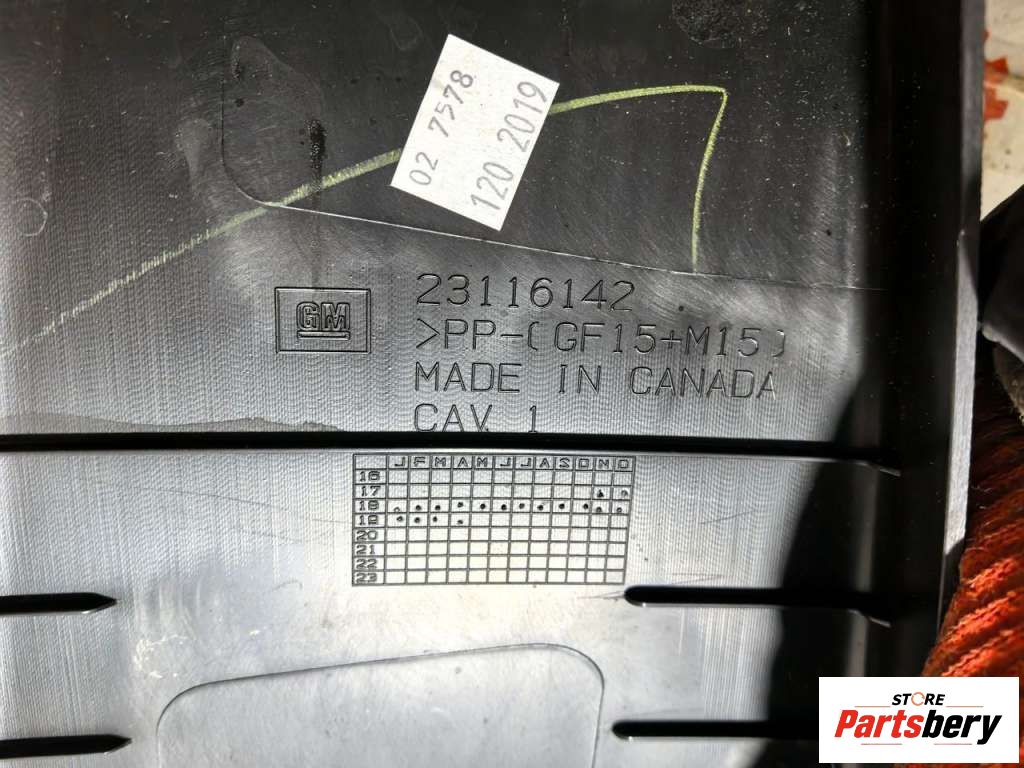 02 7578
120 2019
GM
23116142
>PP-(GF15+M15)
MADE IN CANADA
CAV. 1
J F M A M J J A S O N D
16
17
18
19
20
21
22
23
STORE
Partsbery